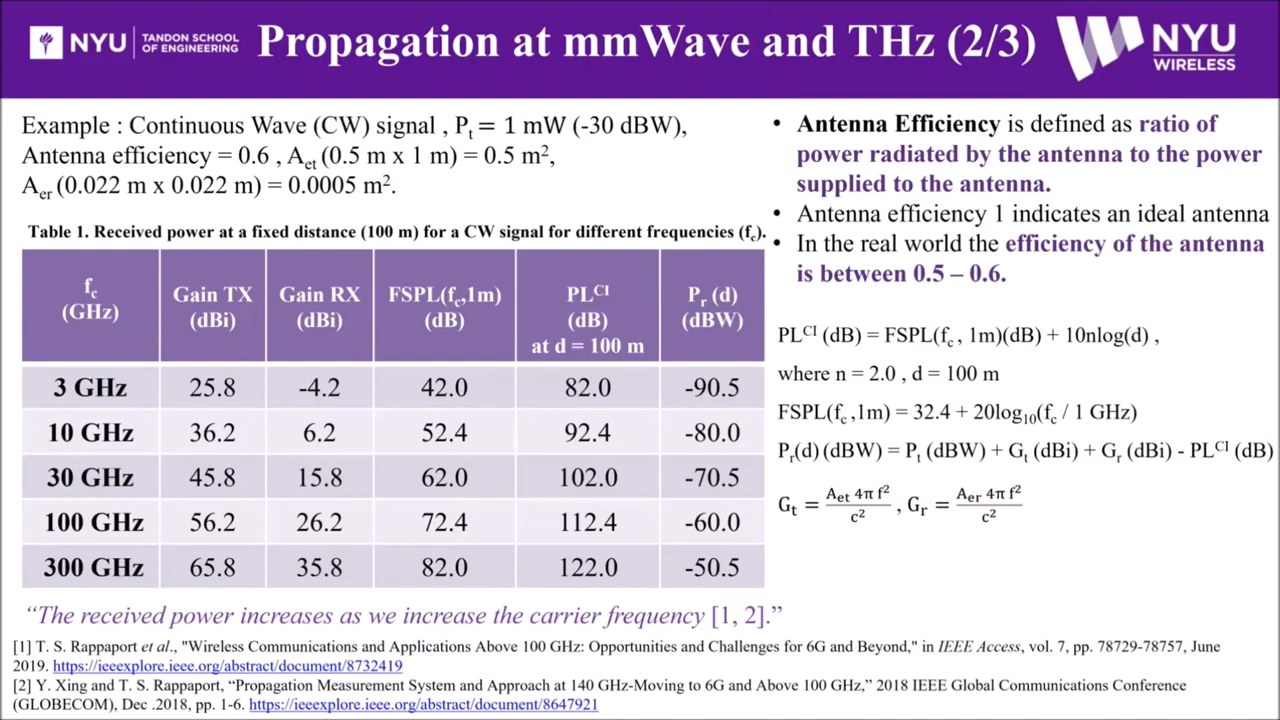 NYU TANDON SCHOOL OF ENGINEERING
Propagation at mmWave and THz (2/3)
NYU WIRELESS
Example : Continuous Wave (CW) signal , Pt = 1 mW (-30 dBW),
Antenna efficiency = 0.6 , Aet (0.5 m x 1 m) = 0.5 m²,
Aer (0.022 m x 0.022 m) = 0.0005 m².
Table 1. Received power at a fixed distance (100 m) for a CW signal for different frequencies (fc).
fc (GHz) Gain TX (dBi) Gain RX (dBi) FSPL(fc,1m) (dB) PL^CI (dB) at d = 100 m Pr (d) (dBW)
3 GHz 25.8 -4.2 42.0 82.0 -90.5
10 GHz 36.2 6.2 52.4 92.4 -80.0
30 GHz 45.8 15.8 62.0 102.0 -70.5
100 GHz 56.2 26.2 72.4 112.4 -60.0
300 GHz 65.8 35.8 82.0 122.0 -50.5
“The received power increases as we increase the carrier frequency [1, 2].”
• Antenna Efficiency is defined as ratio of
power radiated by the antenna to the power
supplied to the antenna.
• Antenna efficiency 1 indicates an ideal antenna
• In the real world the efficiency of the antenna
is between 0.5 – 0.6.
PL^CI (dB) = FSPL(fc , 1m)(dB) + 10nlog(d) ,
where n = 2.0 , d = 100 m
FSPL(fc ,1m) = 32.4 + 20log10(fc / 1 GHz)
Pr(d) (dBW) = Pt (dBW) + Gt (dBi) + Gr (dBi) - PL^CI (dB)
Gt = Aet 4π f² / c² , Gr = Aer 4π f² / c²
[1] T. S. Rappaport et al., "Wireless Communications and Applications Above 100 GHz: Opportunities and Challenges for 6G and Beyond," in IEEE Access, vol. 7, pp. 78729-78757, June
2019. https://ieeexplore.ieee.org/abstract/document/8732419
[2] Y. Xing and T. S. Rappaport, “Propagation Measurement System and Approach at 140 GHz-Moving to 6G and Above 100 GHz,” 2018 IEEE Global Communications Conference
(GLOBECOM), Dec .2018, pp. 1-6. https://ieeexplore.ieee.org/abstract/document/8647921